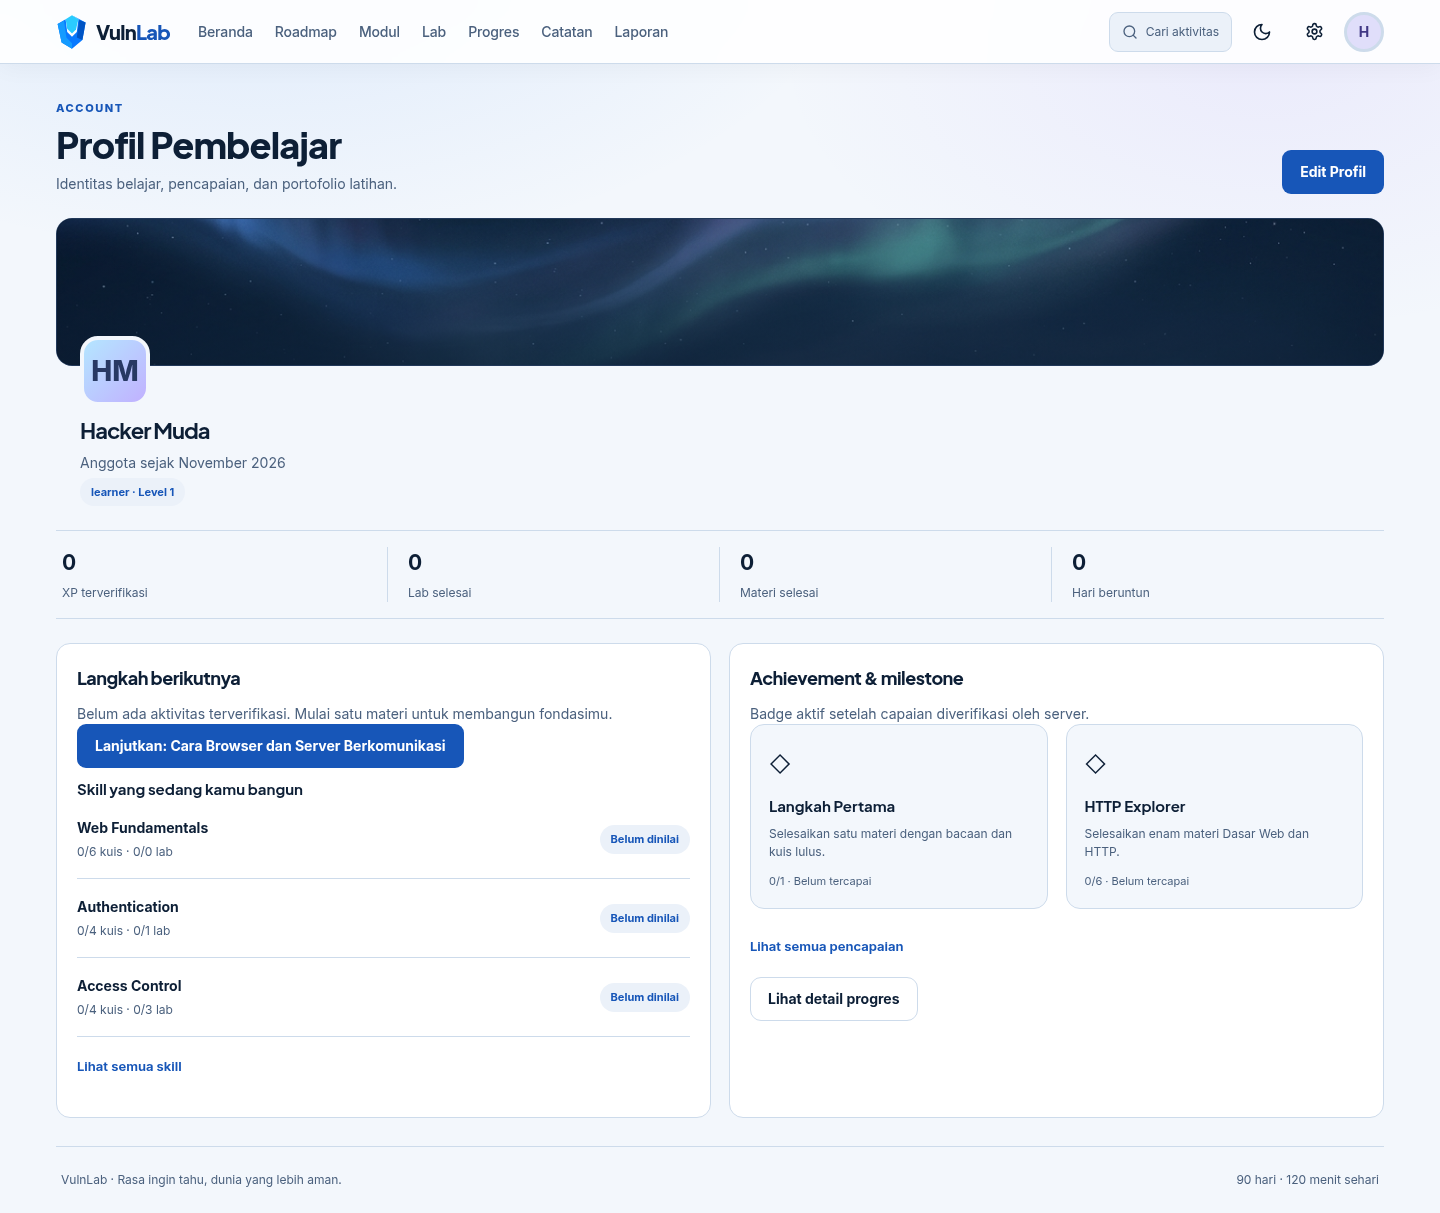 VulnLab
Beranda
Roadmap
Modul
Lab
Progres
Catatan
Laporan
Cari aktivitas
H
ACCOUNT
Profil Pembelajar
Identitas belajar, pencapaian, dan portofolio latihan.
Edit Profil
HM
Hacker Muda
Anggota sejak November 2026
learner · Level 1
0
XP terverifikasi
0
Lab selesai
0
Materi selesai
0
Hari beruntun
Langkah berikutnya
Belum ada aktivitas terverifikasi. Mulai satu materi untuk membangun fondasimu.
Lanjutkan: Cara Browser dan Server Berkomunikasi
Skill yang sedang kamu bangun
Web Fundamentals
0/6 kuis · 0/0 lab
Belum dinilai
Authentication
0/4 kuis · 0/1 lab
Belum dinilai
Access Control
0/4 kuis · 0/3 lab
Belum dinilai
Lihat semua skill
Achievement & milestone
Badge aktif setelah capaian diverifikasi oleh server.
Langkah Pertama
Selesaikan satu materi dengan bacaan dan
kuis lulus.
0/1 · Belum tercapai
HTTP Explorer
Selesaikan enam materi Dasar Web dan
HTTP.
0/6 · Belum tercapai
Lihat semua pencapaian
Lihat detail progres
VulnLab · Rasa ingin tahu, dunia yang lebih aman.
90 hari · 120 menit sehari